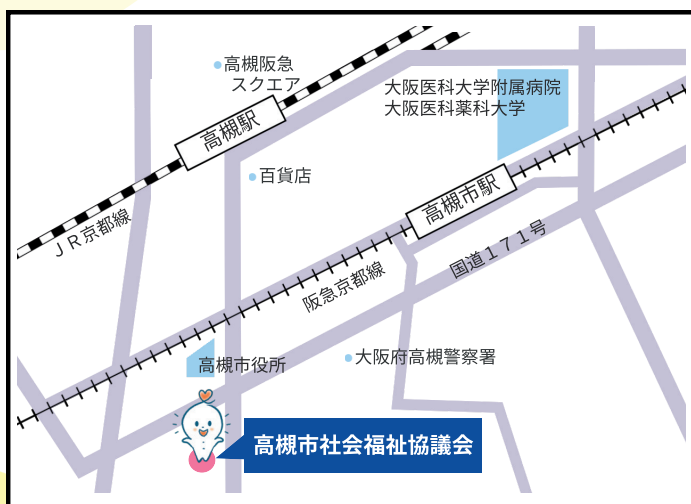 高槻阪急
スクエア
大阪医科大学附属病院
大阪医科薬科大学
高槻駅
百貨店
高槻市駅
ＪＲ京都線
国道１７１号
阪急京都線
高槻市役所
大阪府高槻警察署
高槻市社会福祉協議会